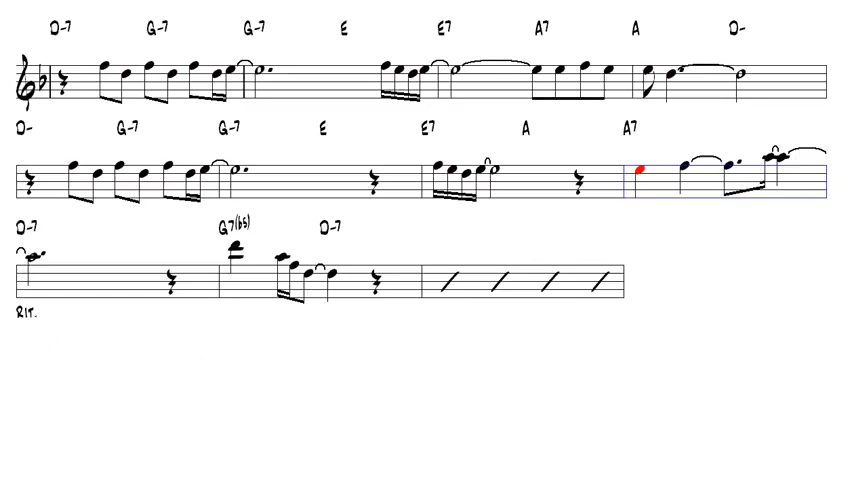 D-7 G-7 G-7 E E7 A7 A D-
D- G-7 G-7 E E7 A A7
D-7 G7(b5) D-7
RIT.